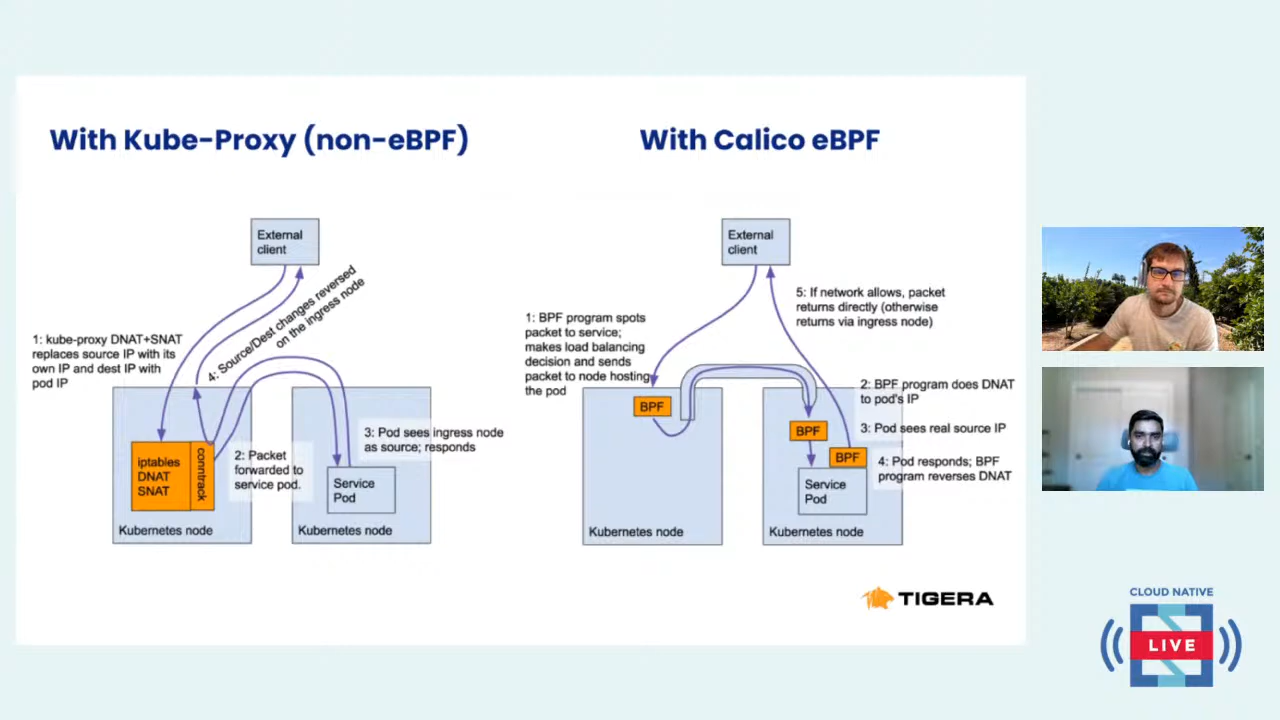 With Kube-Proxy (non-eBPF)
External
client
1: kube-proxy DNAT+SNAT
replaces source IP with its
own IP and dest IP with
pod IP
4: Source/Dest changes reversed
on the ingress node
iptables
DNAT
SNAT
conntrack
2: Packet
forwarded to
service pod.
3: Pod sees ingress node
as source; responds
Service
Pod
Kubernetes node
Kubernetes node
With Calico eBPF
External
client
1: BPF program spots
packet to service;
makes load balancing
decision and sends
packet to node hosting
the pod
5: If network allows, packet
returns directly (otherwise
returns via ingress node)
BPF
BPF
BPF
2: BPF program does DNAT
to pod's IP
3: Pod sees real source IP
4: Pod responds; BPF
program reverses DNAT
Service
Pod
Kubernetes node
Kubernetes node
TIGERA
CLOUD NATIVE
LIVE